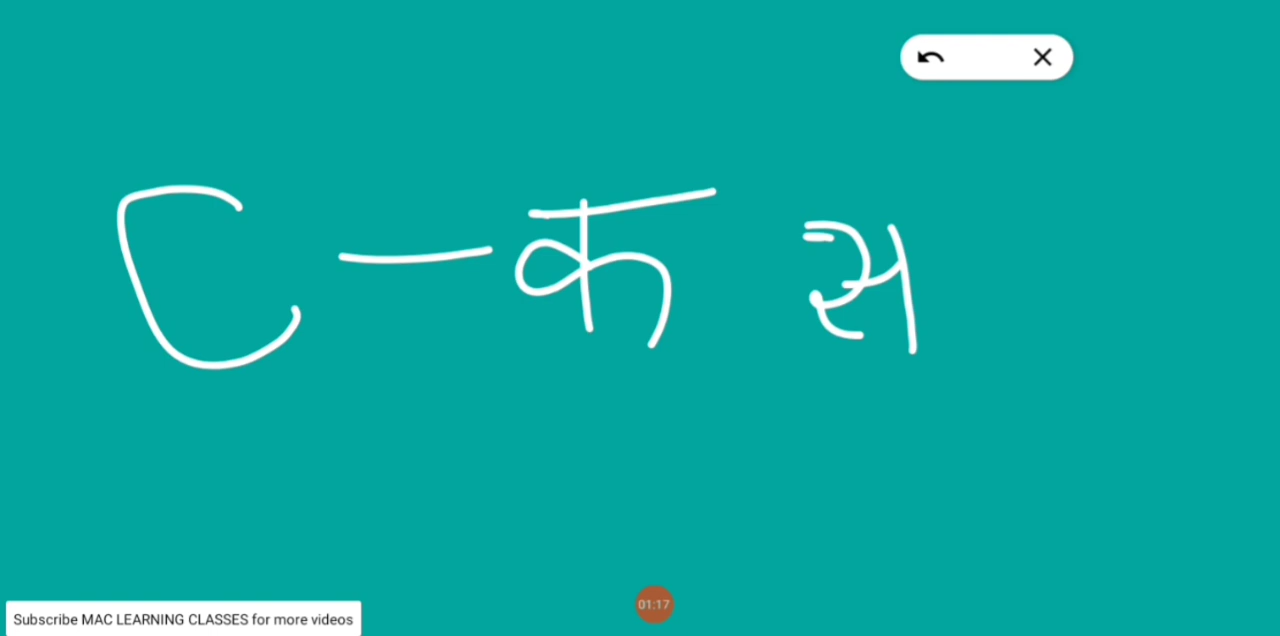 C — क स
01:17
Subscribe MAC LEARNING CLASSES for more videos